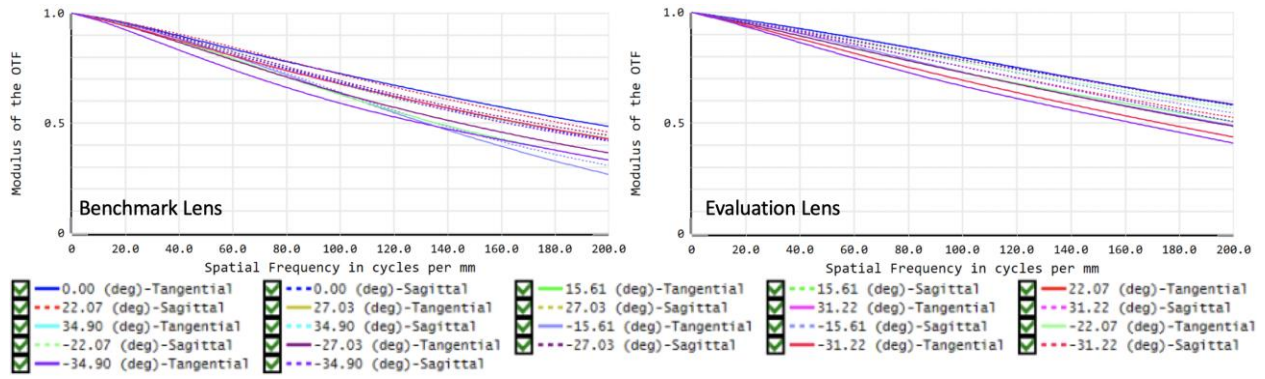 1.0
0.5
0
Modulus of the OTF
Benchmark Lens
0 20.0 40.0 60.0 80.0 100.0 120.0 140.0 160.0 180.0 200.0
Spatial Frequency in cycles per mm
1.0
0.5
0
Modulus of the OTF
Evaluation Lens
0 20.0 40.0 60.0 80.0 100.0 120.0 140.0 160.0 180.0 200.0
Spatial Frequency in cycles per mm
0.00 (deg)-Tangential 0.00 (deg)-Sagittal 15.61 (deg)-Tangential 15.61 (deg)-Sagittal 22.07 (deg)-Tangential
22.07 (deg)-Sagittal 27.03 (deg)-Tangential 27.03 (deg)-Sagittal 31.22 (deg)-Tangential 31.22 (deg)-Sagittal
34.90 (deg)-Tangential 34.90 (deg)-Sagittal -15.61 (deg)-Tangential -15.61 (deg)-Sagittal -22.07 (deg)-Tangential
-22.07 (deg)-Sagittal -27.03 (deg)-Tangential -27.03 (deg)-Sagittal -31.22 (deg)-Tangential -31.22 (deg)-Sagittal
-34.90 (deg)-Tangential -34.90 (deg)-Sagittal